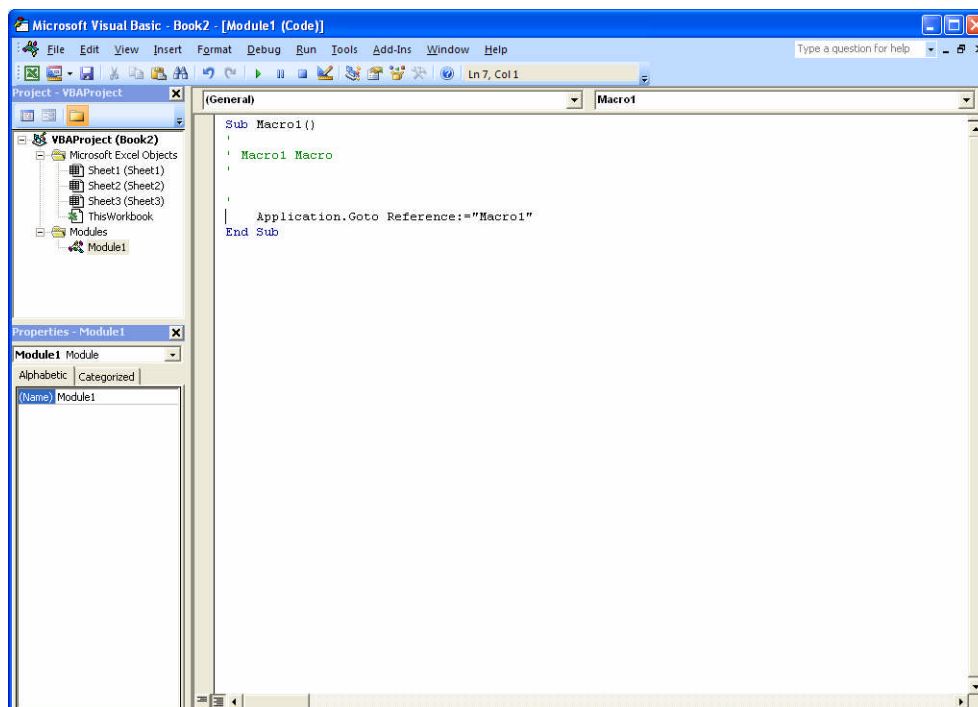 Microsoft Visual Basic - Book2 - [Module1 (Code)]
File Edit View Insert Format Debug Run Tools Add-Ins Window Help
Type a question for help
Ln 7, Col 1
Project - VBAProject
(General)
Macro1
VBAProject (Book2)
Microsoft Excel Objects
Sheet1 (Sheet1)
Sheet2 (Sheet2)
Sheet3 (Sheet3)
ThisWorkbook
Modules
Module1
Sub Macro1()
'
' Macro1 Macro
'
'
Application.Goto Reference:="Macro1"
End Sub
Properties - Module1
Module1 Module
Alphabetic Categorized
(Name) Module1